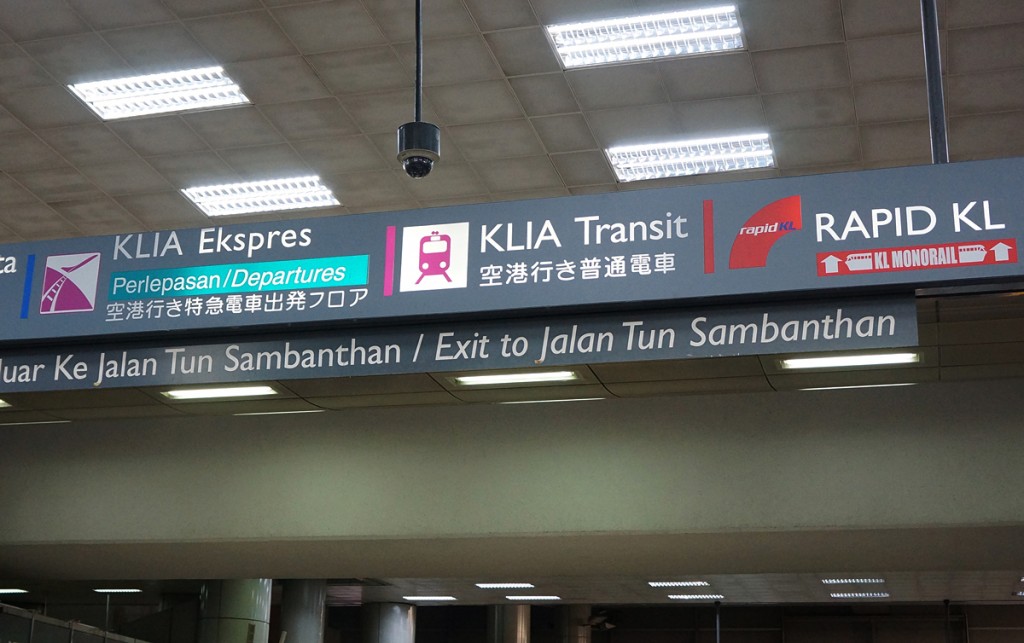 ta
KLIA Ekspres
Perlepasan/Departures
空港行き特急電車出発フロア
KLIA Transit
空港行き普通電車
rapidKL
RAPID KL
KL MONORAIL
luar Ke Jalan Tun Sambanthan / Exit to Jalan Tun Sambanthan